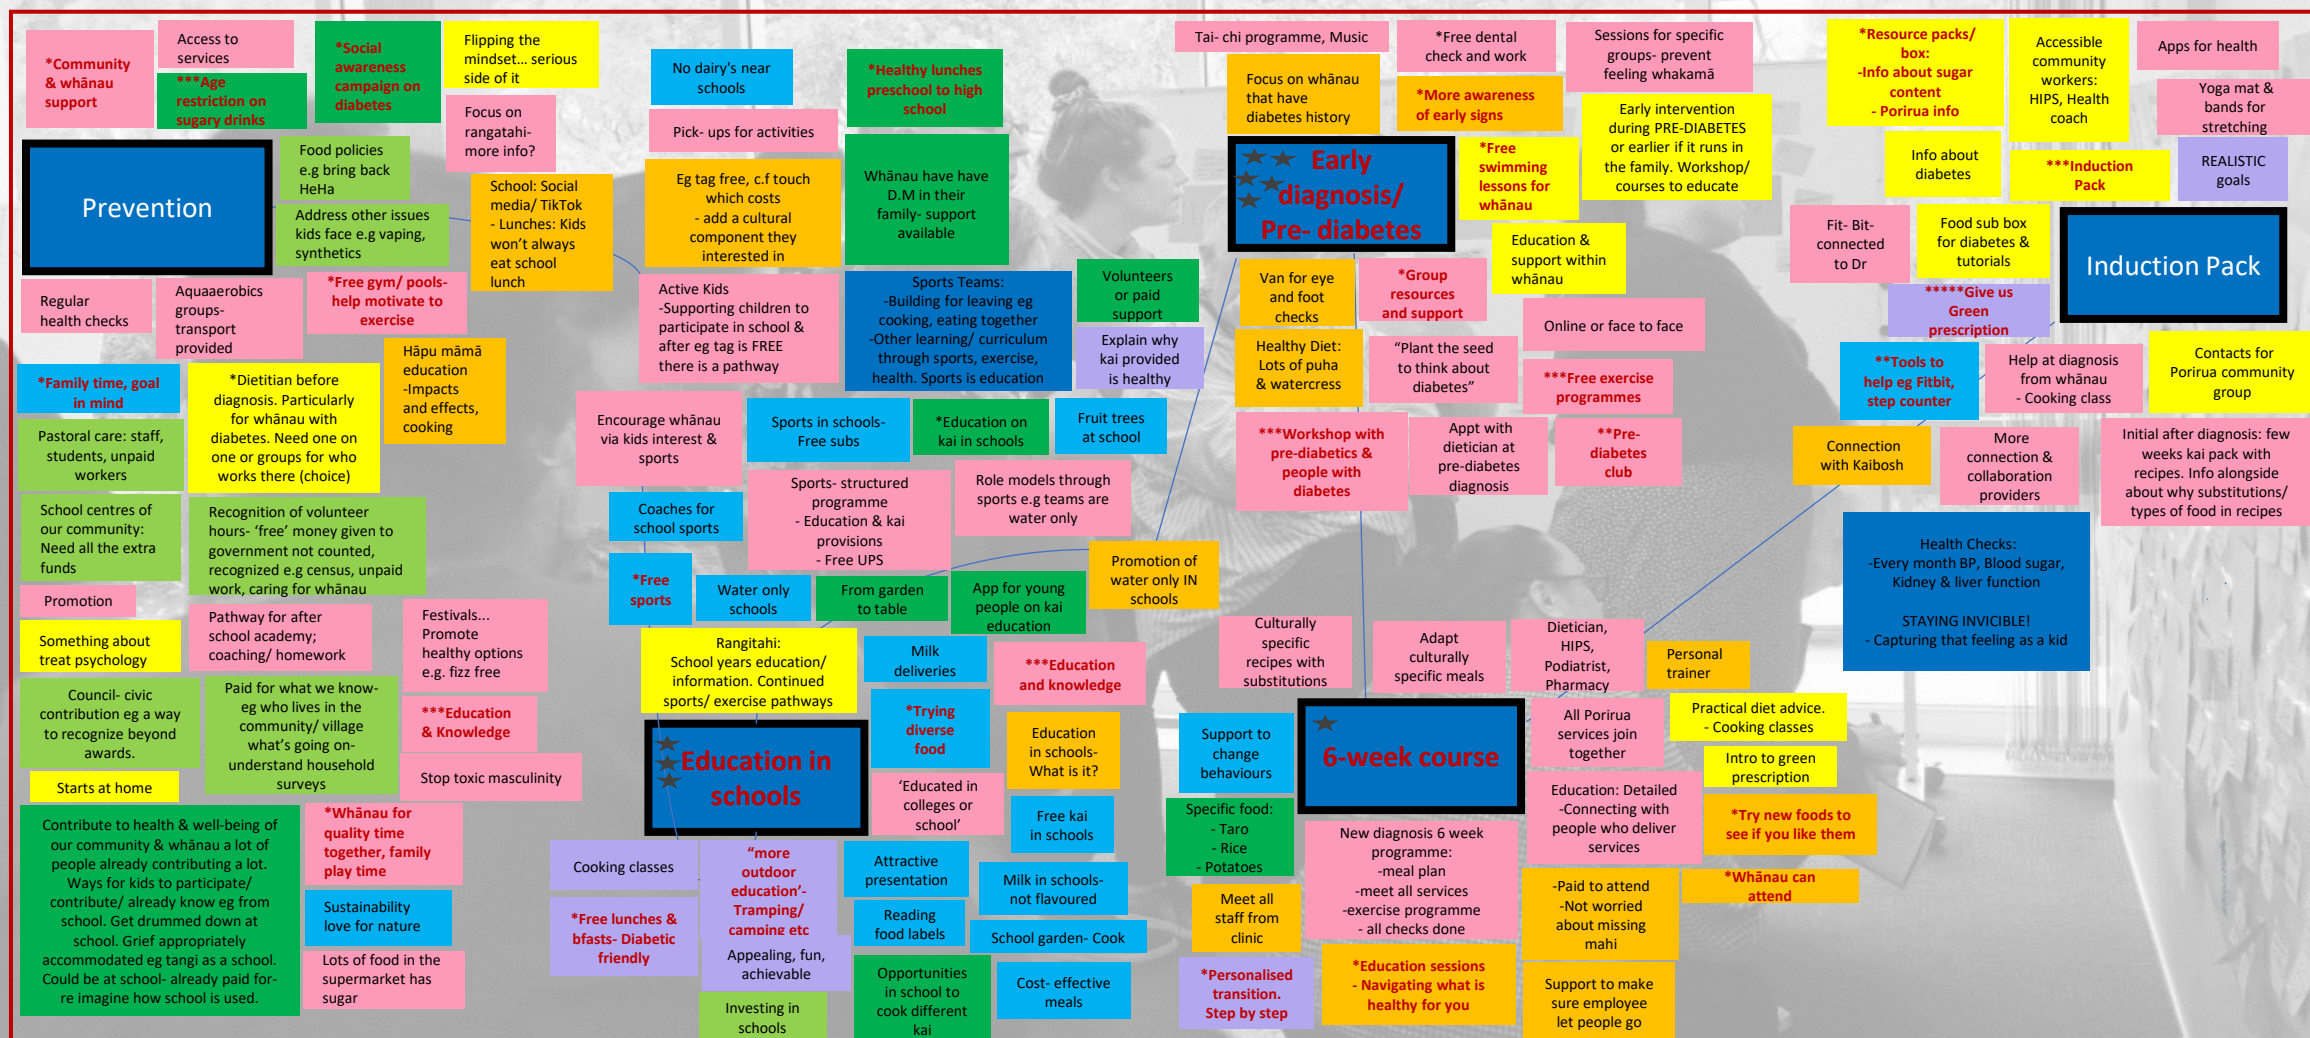 *Community
& whānau
support
Access to
services
***Age
restriction on
sugary drinks
*Social
awareness
campaign on
diabetes
Flipping the
mindset... serious
side of it
Focus on
rangatahi-
more info?
Prevention
Food policies
e.g bring back
HeHa
Address other issues
kids face e.g vaping,
synthetics
School: Social
media/ TikTok
- Lunches: Kids
won't always
eat school
lunch
Regular
health checks
Aquaaerobics
groups-
transport
provided
*Free gym/ pools-
help motivate to
exercise
Hāpu māmā
education
-Impacts
and effects,
cooking
*Family time, goal
in mind
*Dietitian before
diagnosis. Particularly
for whānau with
diabetes. Need one on
one or groups for who
works there (choice)
Pastoral care: staff,
students, unpaid
workers
School centres of
our community:
Need all the extra
funds
Recognition of volunteer
hours- ‘free’ money given to
government not counted,
recognized e.g census, unpaid
work, caring for whānau
Promotion
Something about
treat psychology
Pathway for after
school academy;
coaching/ homework
Festivals...
Promote
healthy options
e.g. fizz free
Council- civic
contribution eg a way
to recognize beyond
awards.
Paid for what we know-
eg who lives in the
community/ village
what's going on-
understand household
surveys
***Education
& Knowledge
Stop toxic masculinity
Starts at home
Contribute to health & well-being of
our community & whānau a lot of
people already contributing a lot.
Ways for kids to participate/
contribute/ already know eg from
school. Get drummed down at
school. Grief appropriately
accommodated eg tangi as a school.
Could be at school- already paid for-
re imagine how school is used.
*Whānau for
quality time
together, family
play time
Sustainability
love for nature
Lots of food in the
supermarket has
sugar
No dairy's near
schools
*Healthy lunches
preschool to high
school
Pick- ups for activities
Eg tag free, c.f touch
which costs
- add a cultural
component they
interested in
Whānau have have
D.M in their
family- support
available
Active Kids
-Supporting children to
participate in school &
after eg tag is FREE
there is a pathway
Sports Teams:
-Building for leaving eg
cooking, eating together
-Other learning/ curriculum
through sports, exercise,
health. Sports is education
Volunteers
or paid
support
Explain why
kai provided
is healthy
Encourage whānau
via kids interest &
sports
Sports in schools-
Free subs
*Education on
kai in schools
Fruit trees
at school
Coaches for
school sports
Sports- structured
programme
- Education & kai
provisions
- Free UPS
Role models through
sports e.g teams are
water only
*Free
sports
Water only
schools
From garden
to table
App for young
people on kai
education
Promotion of
water only IN
schools
Rangitahi:
School years education/
information. Continued
sports/ exercise pathways
Milk
deliveries
***Education
and knowledge
*Trying
diverse
food
Education
in schools-
What is it?
Education in
schools
‘Educated in
colleges or
school’
Free kai
in schools
Cooking classes
“more
outdoor
education’-
Tramping/
camping etc
Attractive
presentation
Milk in schools-
not flavoured
*Free lunches &
bfasts- Diabetic
friendly
Reading
food labels
School garden- Cook
Appealing, fun,
achievable
Opportunities
in school to
cook different
kai
Cost- effective
meals
Investing in
schools
Tai- chi programme, Music
*Free dental
check and work
Sessions for specific
groups- prevent
feeling whakamā
Focus on whānau
that have
diabetes history
*More awareness
of early signs
Early intervention
during PRE-DIABETES
or earlier if it runs in
the family. Workshop/
courses to educate
Early
diagnosis/
Pre- diabetes
*Free
swimming
lessons for
whānau
Education &
support within
whānau
Van for eye
and foot
checks
*Group
resources
and support
Online or face to face
Healthy Diet:
Lots of puha
& watercress
“Plant the seed
to think about
diabetes”
***Free exercise
programmes
***Workshop with
pre-diabetics &
people with
diabetes
Appt with
dietician at
pre-diabetes
diagnosis
**Pre-
diabetes
club
Culturally
specific
recipes with
substitutions
Adapt
culturally
specific meals
Dietician,
HIPS,
Podiatrist,
Pharmacy
Personal
trainer
Support to
change
behaviours
6-week course
All Porirua
services join
together
Practical diet advice.
- Cooking classes
Intro to green
prescription
Specific food:
- Taro
- Rice
- Potatoes
New diagnosis 6 week
programme:
-meal plan
-meet all services
-exercise programme
- all checks done
Education: Detailed
-Connecting with
people who deliver
services
*Try new foods to
see if you like them
Meet all
staff from
clinic
-Paid to attend
-Not worried
about missing
mahi
*Whānau can
attend
*Personalised
transition.
Step by step
*Education sessions
- Navigating what is
healthy for you
Support to make
sure employee
let people go
*Resource packs/
box:
-Info about sugar
content
- Porirua info
Accessible
community
workers:
HIPS, Health
coach
Apps for health
Yoga mat &
bands for
stretching
Info about
diabetes
***Induction
Pack
REALISTIC
goals
Fit- Bit-
connected
to Dr
Food sub box
for diabetes &
tutorials
Induction Pack
*****Give us
Green
prescription
**Tools to
help eg Fitbit,
step counter
Help at diagnosis
from whānau
- Cooking class
Contacts for
Porirua community
group
Connection
with Kaibosh
More
connection &
collaboration
providers
Initial after diagnosis: few
weeks kai pack with
recipes. Info alongside
about why substitutions/
types of food in recipes
Health Checks:
-Every month BP, Blood sugar,
Kidney & liver function
STAYING INVICIBLE!
- Capturing that feeling as a kid